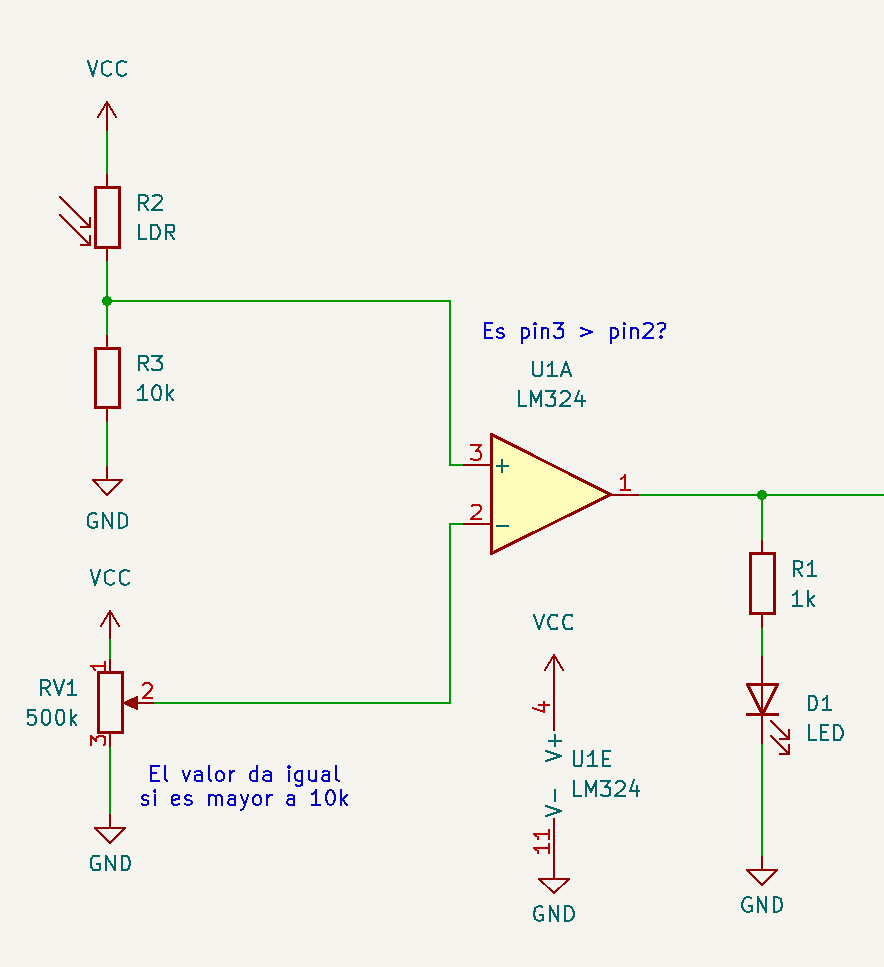 VCC
R2
LDR
R3
10k
GND
Es pin3 > pin2?
U1A
LM324
3
+
2
−
1
R1
1k
D1
LED
GND
VCC
1
RV1
500k
2
3
El valor da igual
si es mayor a 10k
GND
VCC
4
V+
U1E
LM324
V-
11
GND